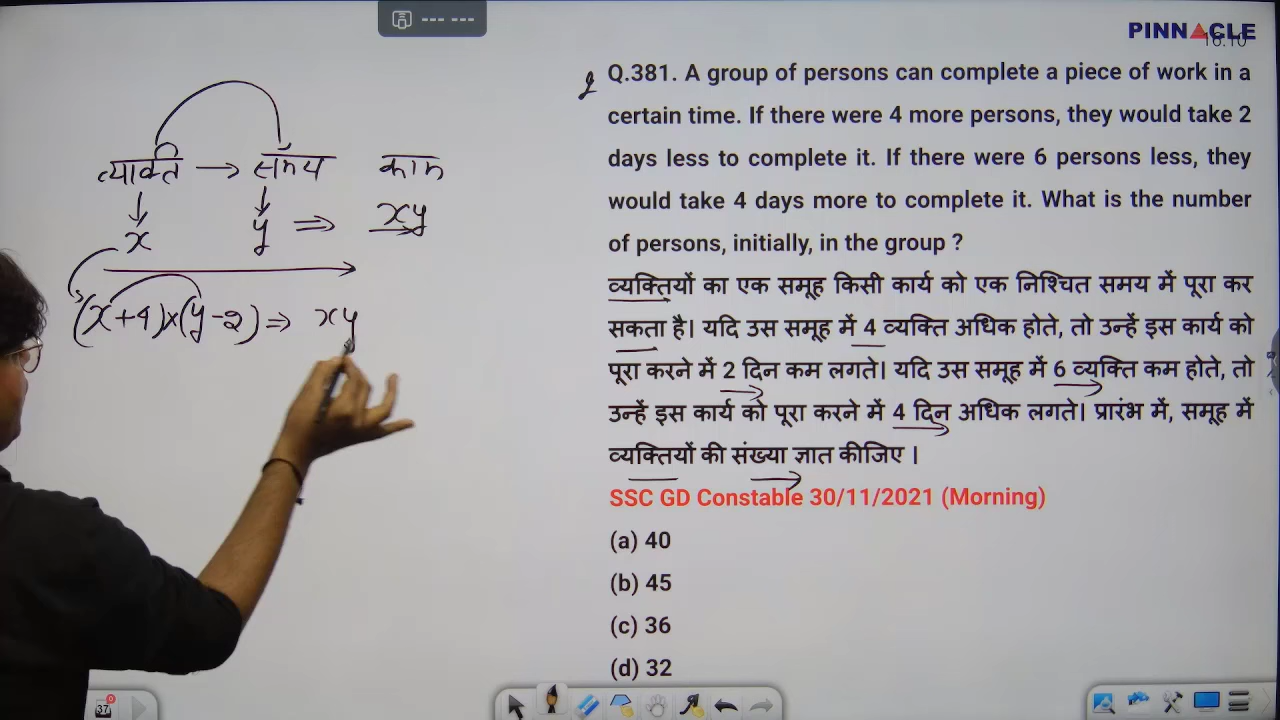 PINNACLE
16:10
व्यक्ति → समय काम
↓ ↓
x y ⇒ xy
(x+4)×(y-2) ⇒ xy
Q.381. A group of persons can complete a piece of work in a
certain time. If there were 4 more persons, they would take 2
days less to complete it. If there were 6 persons less, they
would take 4 days more to complete it. What is the number
of persons, initially, in the group ?
व्यक्तियों का एक समूह किसी कार्य को एक निश्चित समय में पूरा कर
सकता है। यदि उस समूह में 4 व्यक्ति अधिक होते, तो उन्हें इस कार्य को
पूरा करने में 2 दिन कम लगते। यदि उस समूह में 6 व्यक्ति कम होते, तो
उन्हें इस कार्य को पूरा करने में 4 दिन अधिक लगते। प्रारंभ में, समूह में
व्यक्तियों की संख्या ज्ञात कीजिए ।
SSC GD Constable 30/11/2021 (Morning)
(a) 40
(b) 45
(c) 36
(d) 32
37